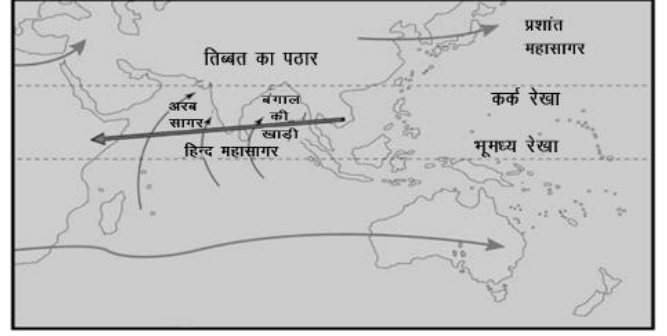 प्रशांत
महासागर
तिब्बत का पठार
अरब
सागर
बंगाल
की
खाड़ी
कर्क रेखा
हिन्द महासागर
भूमध्य रेखा